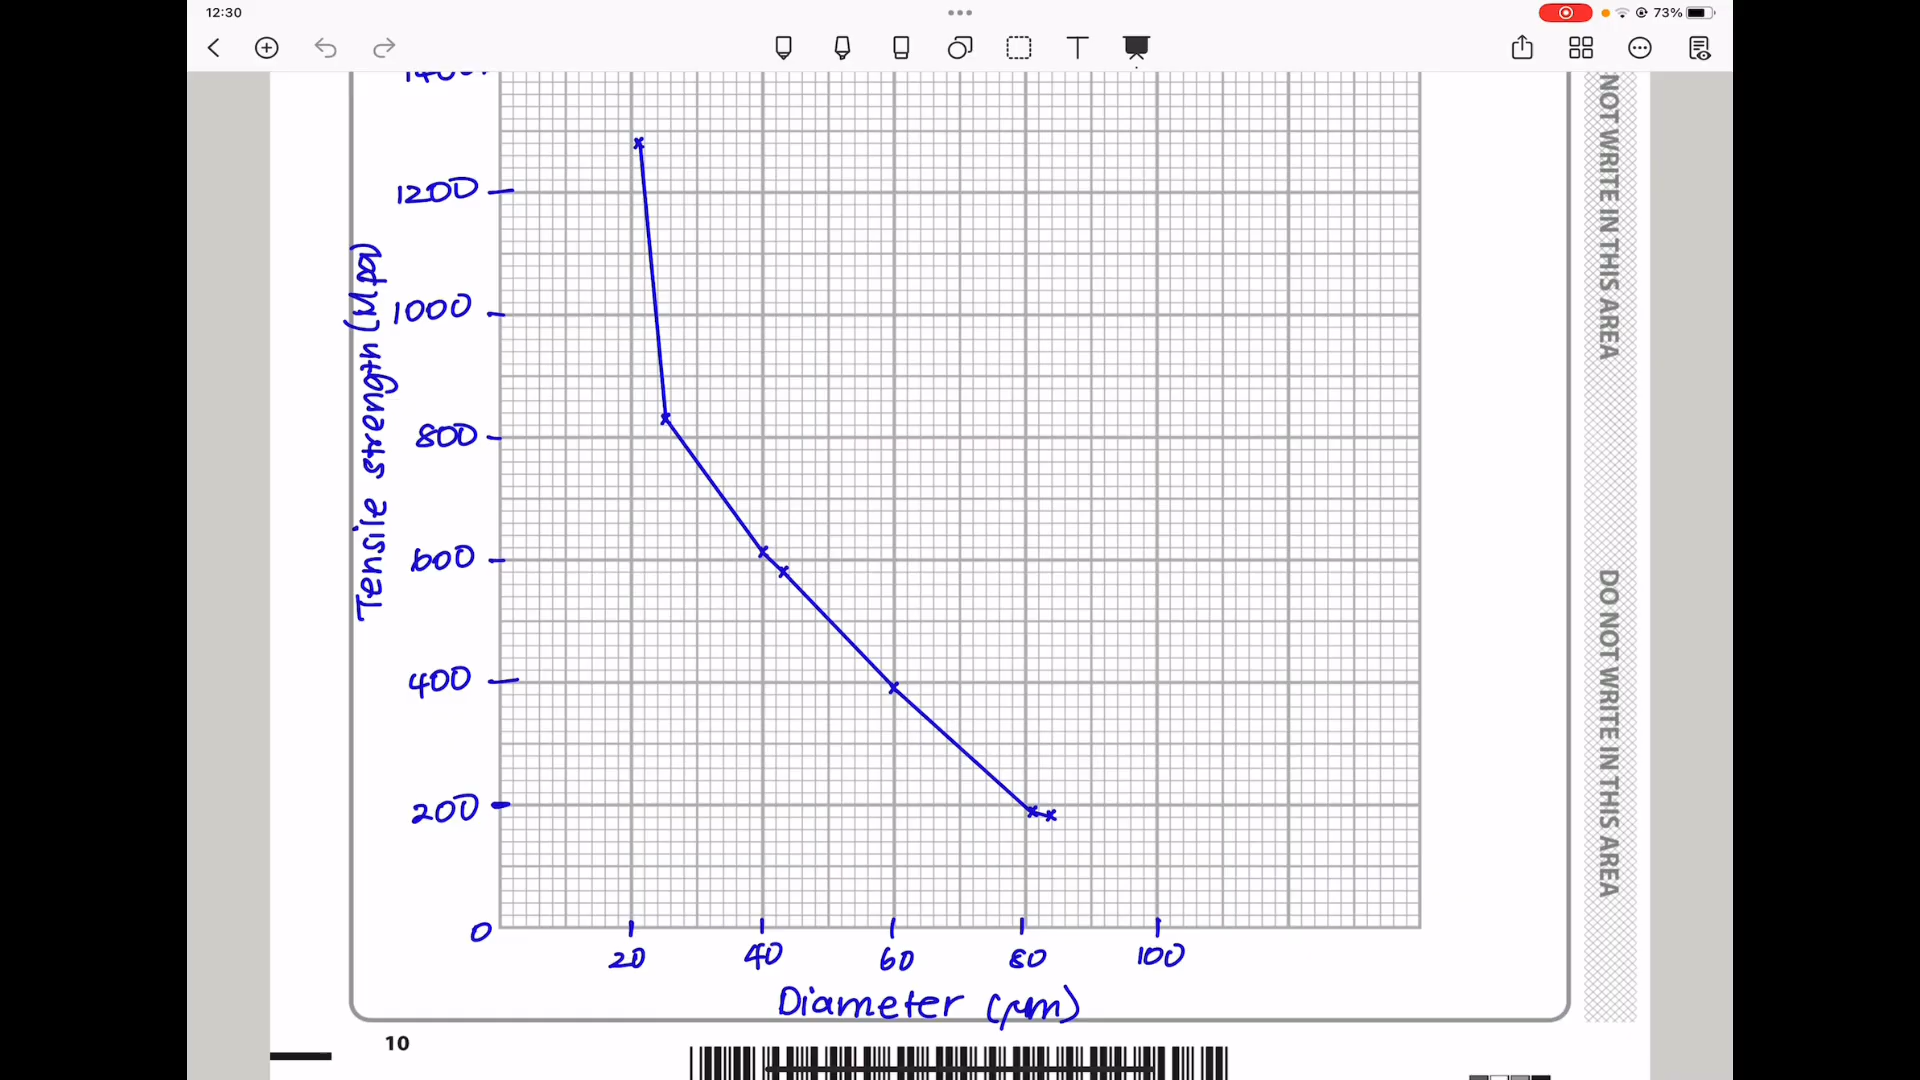 12:30
73%
1400
1200
1000
800
600
400
200
0
Tensile strength (Mpa)
20 40 60 80 100
Diameter (μm)
NOT WRITE IN THIS AREA
DO NOT WRITE IN THIS AREA
10